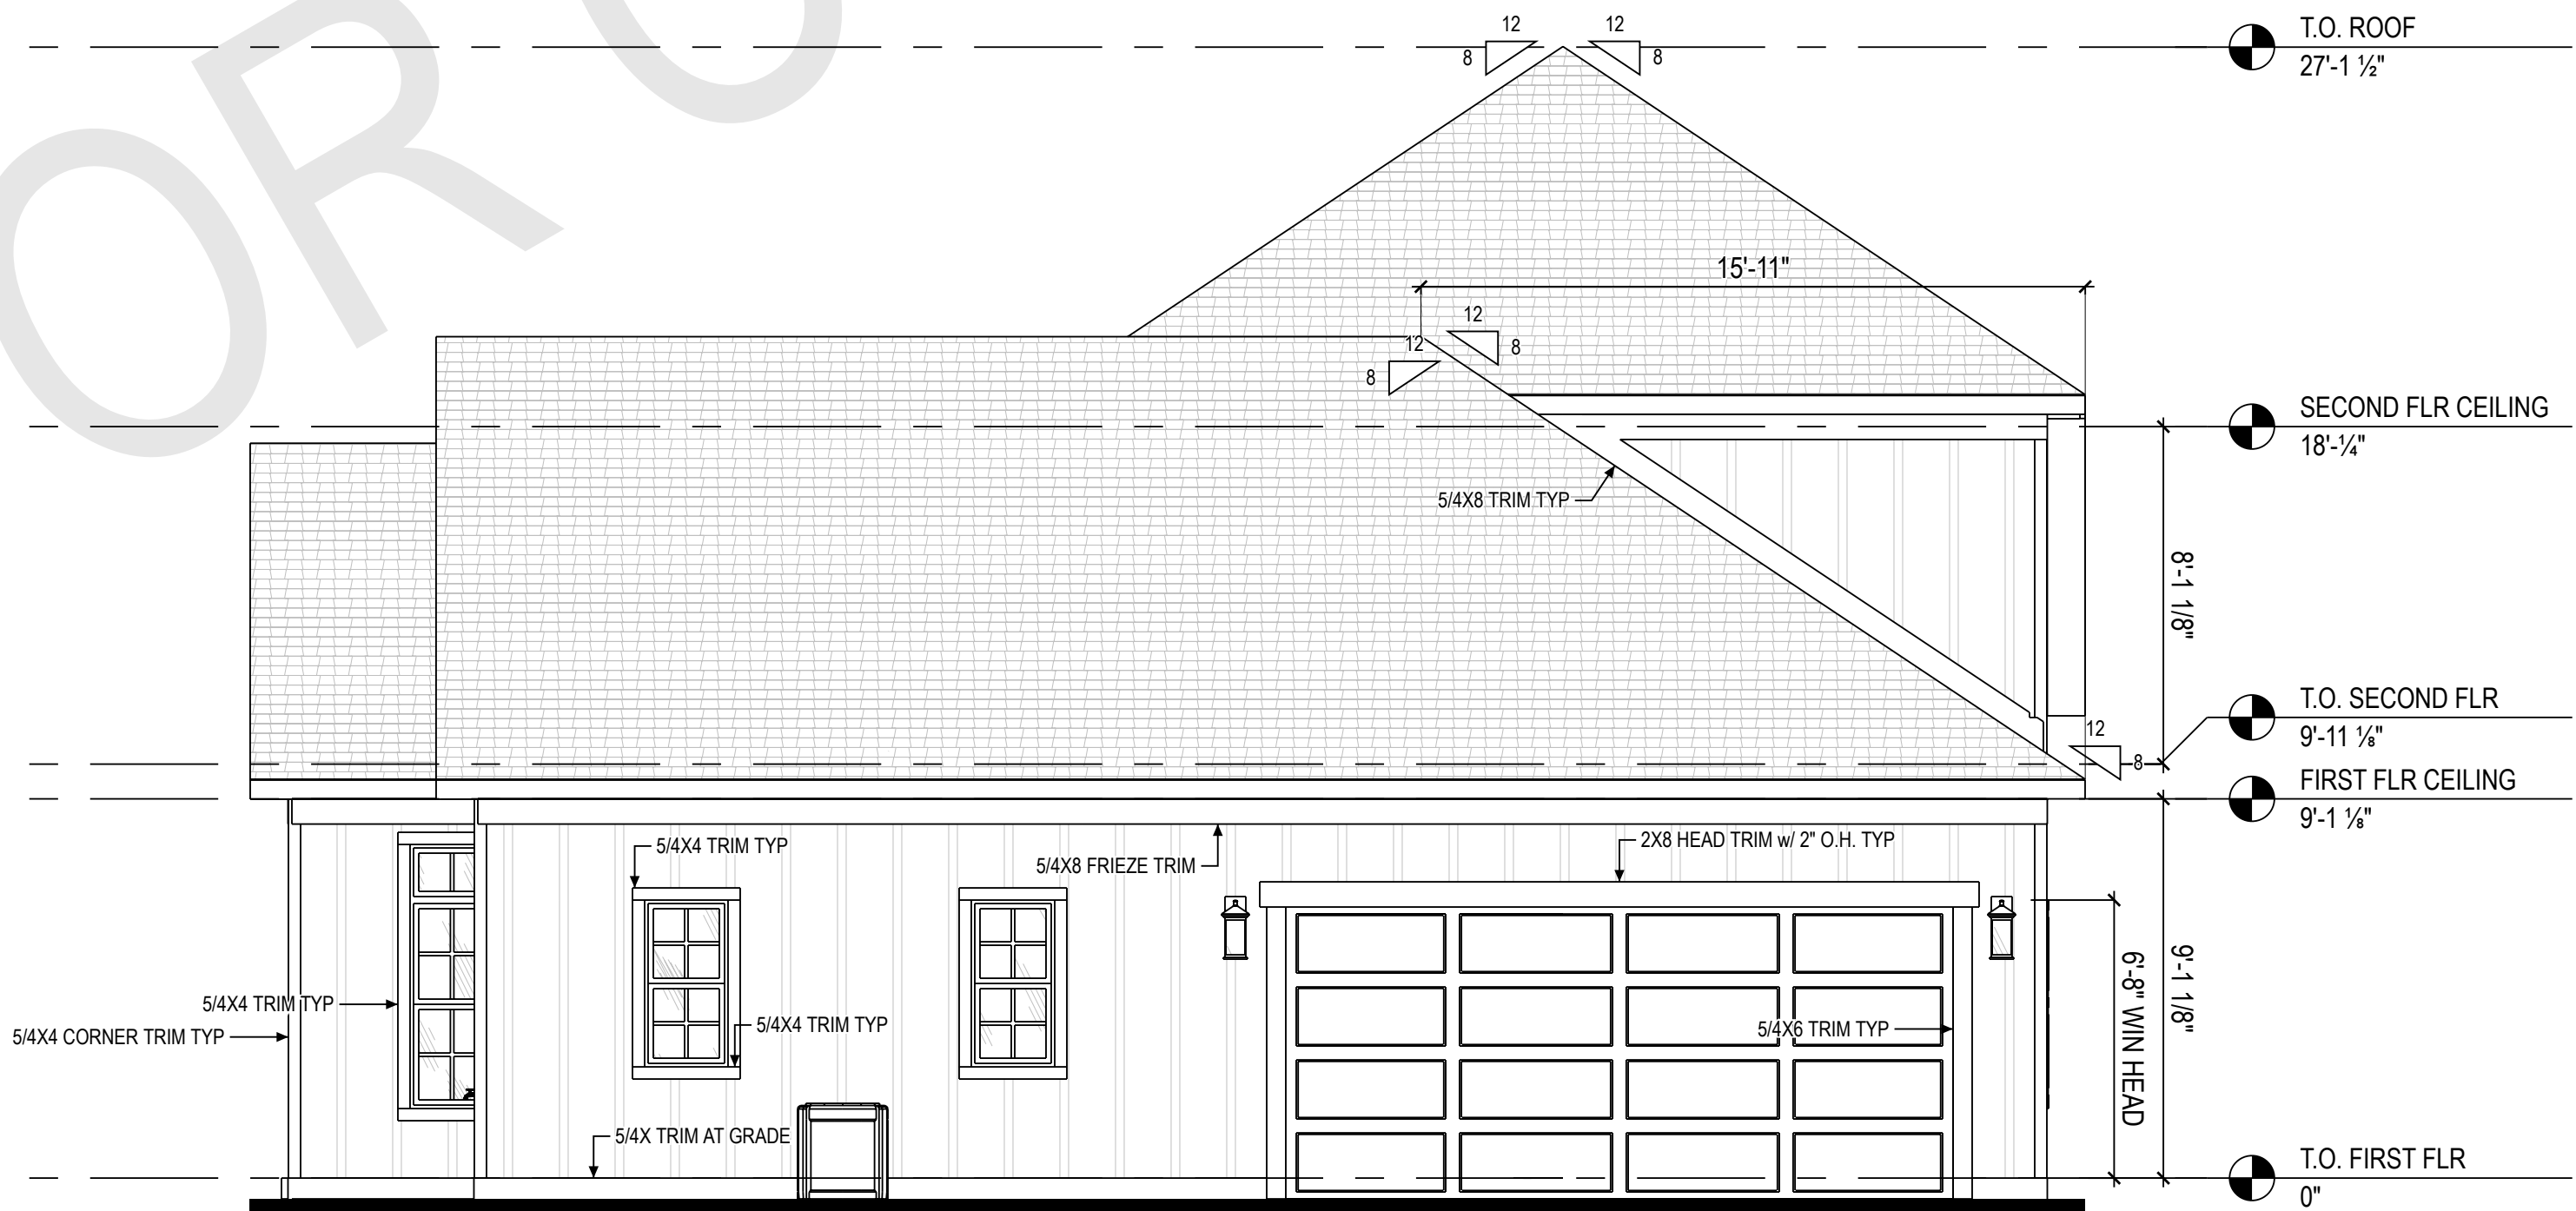 OR U
12
12
8
8
T.O. ROOF
27'-1 ½"
15'-11"
12
12
8
8
SECOND FLR CEILING
18'-¼"
5/4X8 TRIM TYP
8'-1 1/8"
T.O. SECOND FLR
9'-11 ⅛"
12
8
FIRST FLR CEILING
9'-1 ⅛"
5/4X4 TRIM TYP
5/4X8 FRIEZE TRIM
2X8 HEAD TRIM w/ 2" O.H. TYP
5/4X4 TRIM TYP
5/4X4 CORNER TRIM TYP
5/4X4 TRIM TYP
5/4X6 TRIM TYP
6'-8" WIN HEAD
9'-1 1/8"
5/4X TRIM AT GRADE
T.O. FIRST FLR
0"